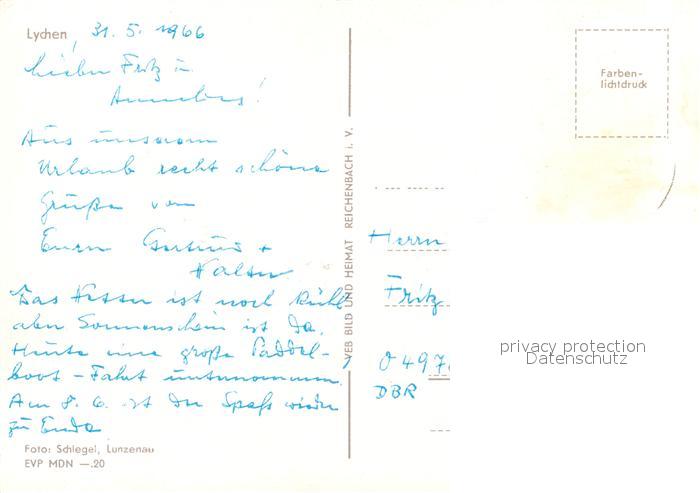 Lychen, 31. 5. 1966
Lieber Fritz u.
Annelies!
Aus unserem
Urlaub recht schöne
Grüße von
Euren Gertrud +
Walter
Das Wetter ist noch kühl
aber Sonnenschein ist da.
Heute eine große Paddel-
boot-Fahrt unternommen.
Am 8. 6. ist der Spaß wieder
zu Ende
Foto: Schlegel, Lunzenau
EVP MDN —.20
VEB BILD UND HEIMAT REICHENBACH i. V.
Farben-
lichtdruck
Herrn
Fritz
O 497
DBR
privacy protection
Datenschutz